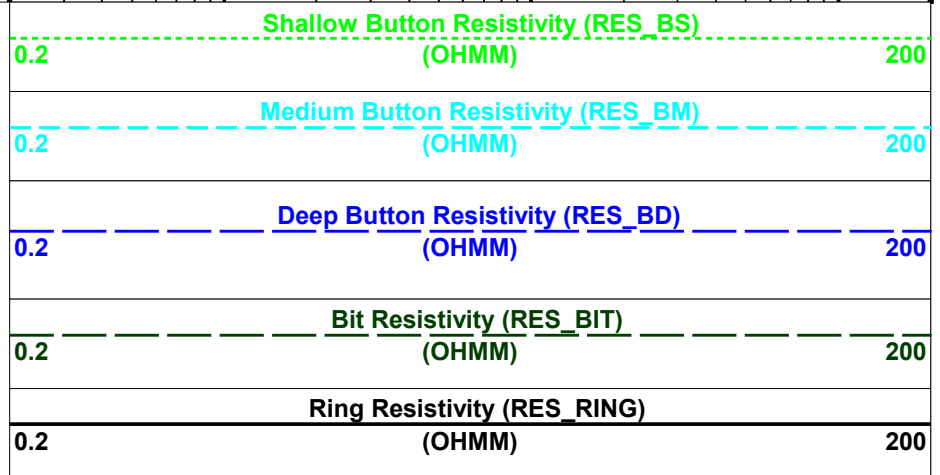 Shallow Button Resistivity (RES_BS)
0.2 (OHMM) 200
Medium Button Resistivity (RES_BM)
0.2 (OHMM) 200
Deep Button Resistivity (RES_BD)
0.2 (OHMM) 200
Bit Resistivity (RES_BIT)
0.2 (OHMM) 200
Ring Resistivity (RES_RING)
0.2 (OHMM) 200